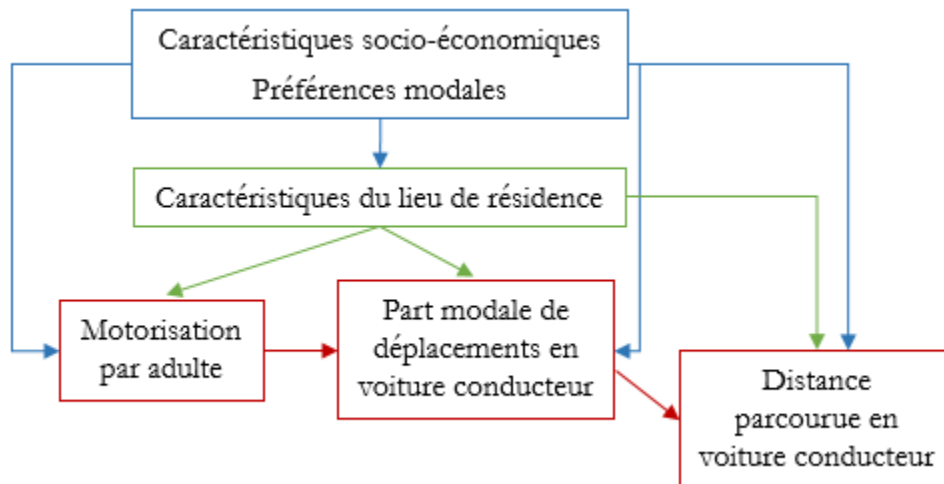 Caractéristiques socio-économiques
Préférences modales
Caractéristiques du lieu de résidence
Motorisation
par adulte
Part modale de
déplacements en
voiture conducteur
Distance
parcourue en
voiture conducteur